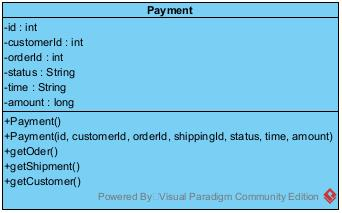 Payment
-id : int
-customerId : int
-orderId : int
-status : String
-time : String
-amount : long
+Payment()
+Payment(id, customerId, orderId, shippingId, status, time, amount)
+getOder()
+getShipment()
+getCustomer()
Powered By Visual Paradigm Community Edition